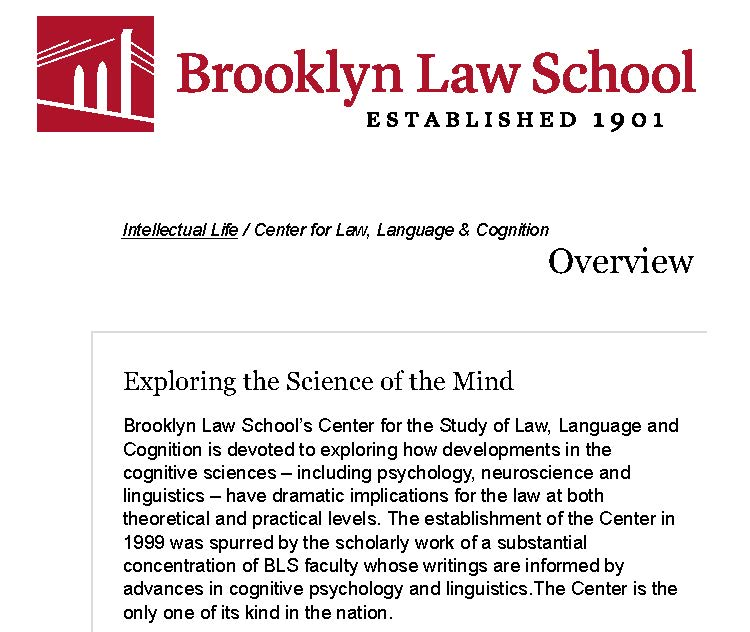 Brooklyn Law School
ESTABLISHED 1901
Intellectual Life / Center for Law, Language & Cognition
Overview
Exploring the Science of the Mind
Brooklyn Law School’s Center for the Study of Law, Language and
Cognition is devoted to exploring how developments in the
cognitive sciences – including psychology, neuroscience and
linguistics – have dramatic implications for the law at both
theoretical and practical levels. The establishment of the Center in
1999 was spurred by the scholarly work of a substantial
concentration of BLS faculty whose writings are informed by
advances in cognitive psychology and linguistics.The Center is the
only one of its kind in the nation.